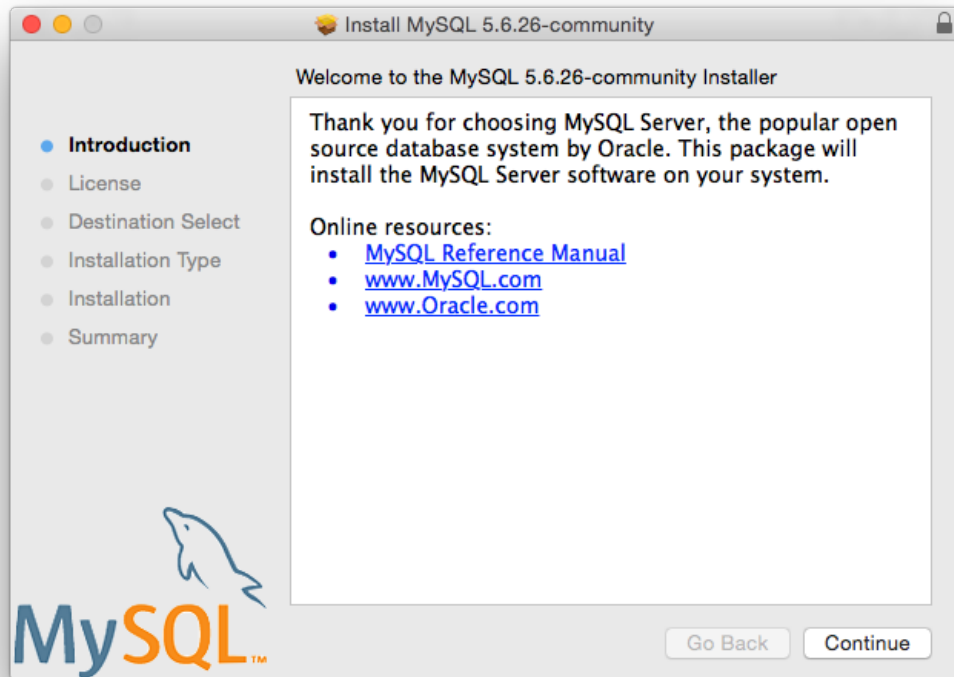 Install MySQL 5.6.26-community
Welcome to the MySQL 5.6.26-community Installer
Introduction
License
Destination Select
Installation Type
Installation
Summary
Thank you for choosing MySQL Server, the popular open
source database system by Oracle. This package will
install the MySQL Server software on your system.
Online resources:
• MySQL Reference Manual
• www.MySQL.com
• www.Oracle.com
MySQL™
Go Back
Continue